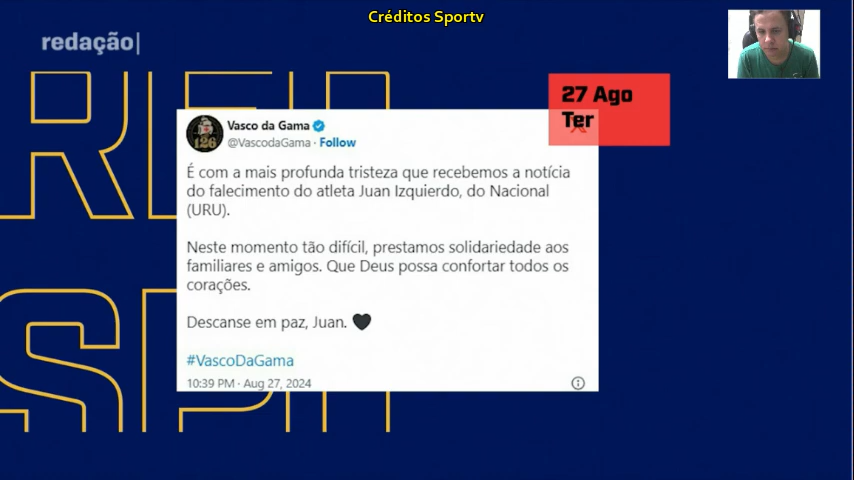 Créditos Sportv
redação|
27 Ago
Ter
Vasco da Gama
@VascodaGama · Follow
É com a mais profunda tristeza que recebemos a notícia
do falecimento do atleta Juan Izquierdo, do Nacional
(URU).
Neste momento tão difícil, prestamos solidariedade aos
familiares e amigos. Que Deus possa confortar todos os
corações.
Descanse em paz, Juan. 🖤
#VascoDaGama
10:39 PM · Aug 27, 2024